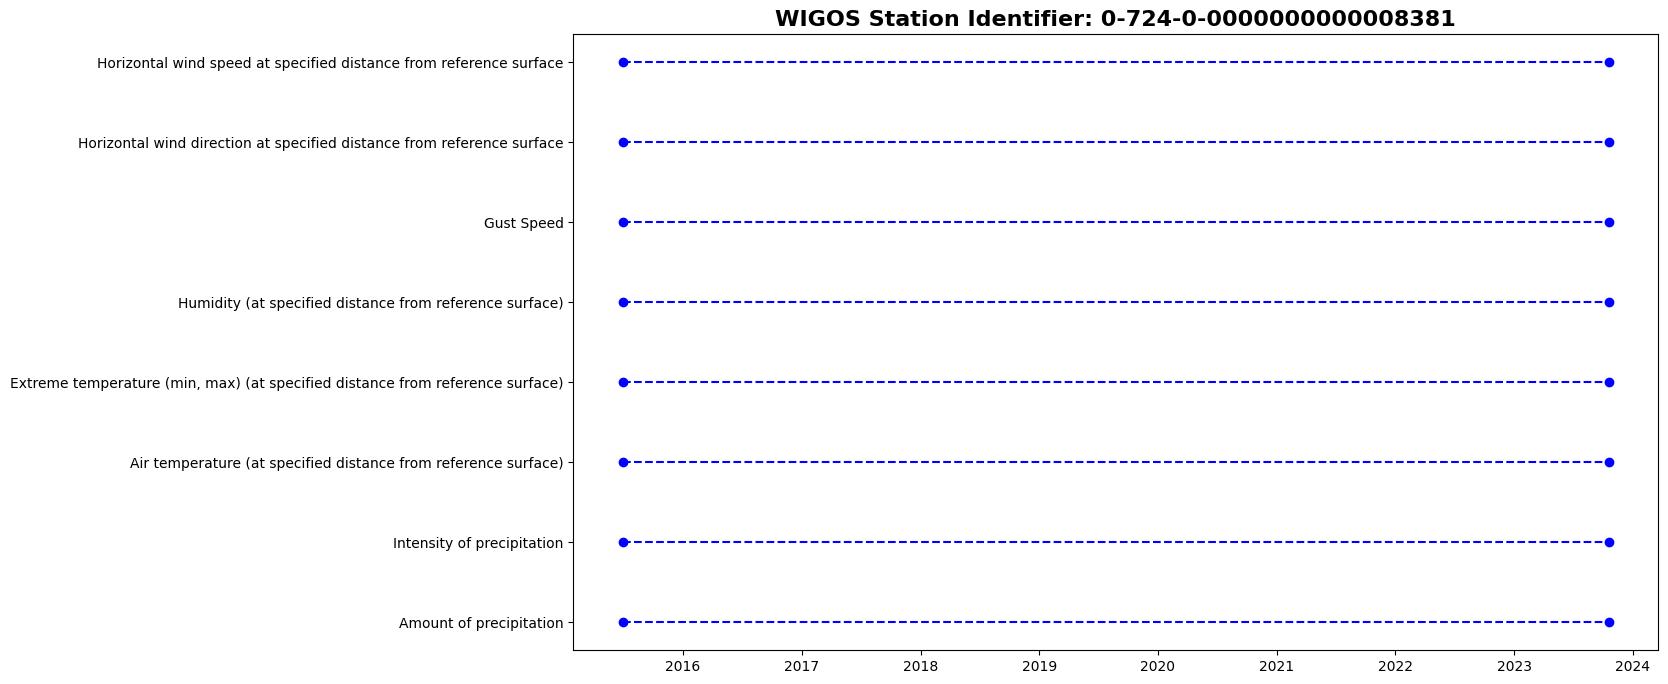 WIGOS Station Identifier: 0-724-0-0000000000008381
Horizontal wind speed at specified distance from reference surface
Horizontal wind direction at specified distance from reference surface
Gust Speed
Humidity (at specified distance from reference surface)
Extreme temperature (min, max) (at specified distance from reference surface)
Air temperature (at specified distance from reference surface)
Intensity of precipitation
Amount of precipitation
2016 2017 2018 2019 2020 2021 2022 2023 2024